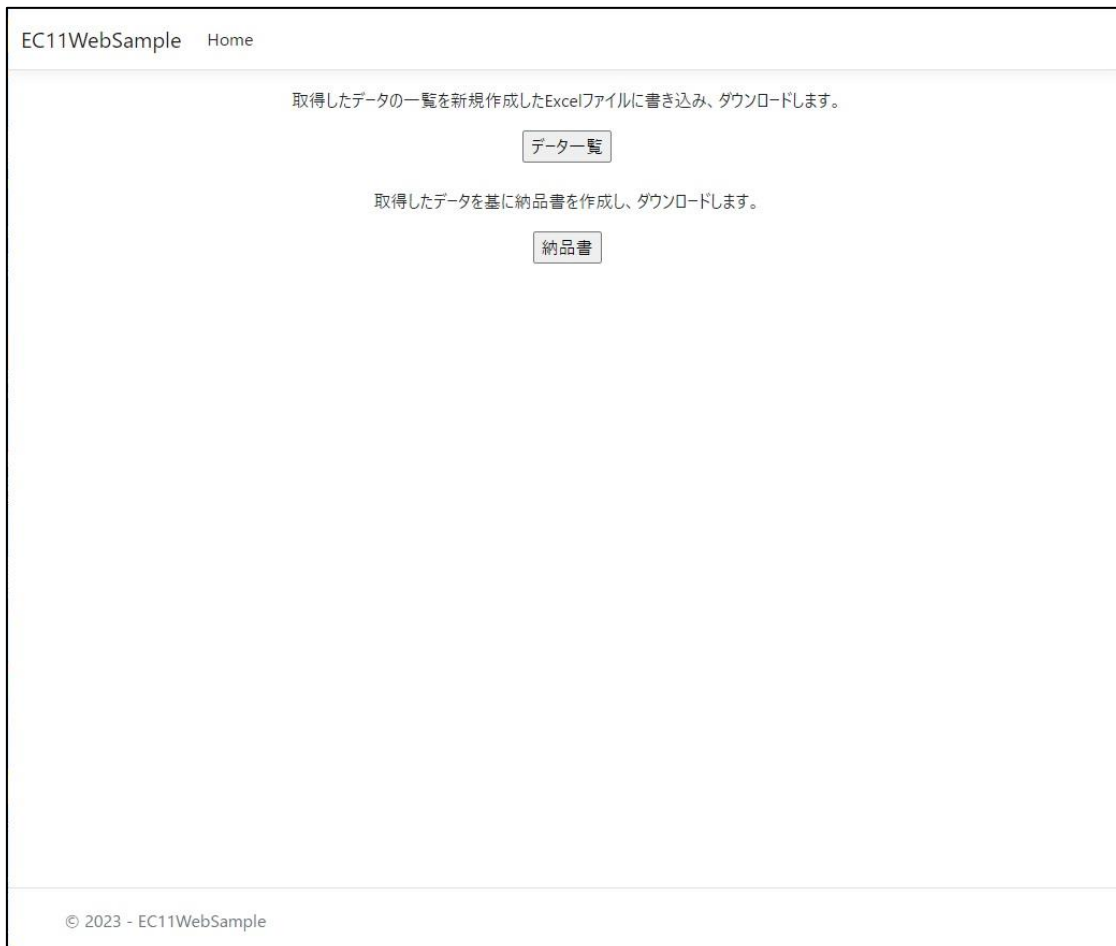 EC11WebSample Home
取得したデータの一覧を新規作成したExcelファイルに書き込み、ダウンロードします。
データ一覧
取得したデータを基に納品書を作成し、ダウンロードします。
納品書
© 2023 - EC11WebSample